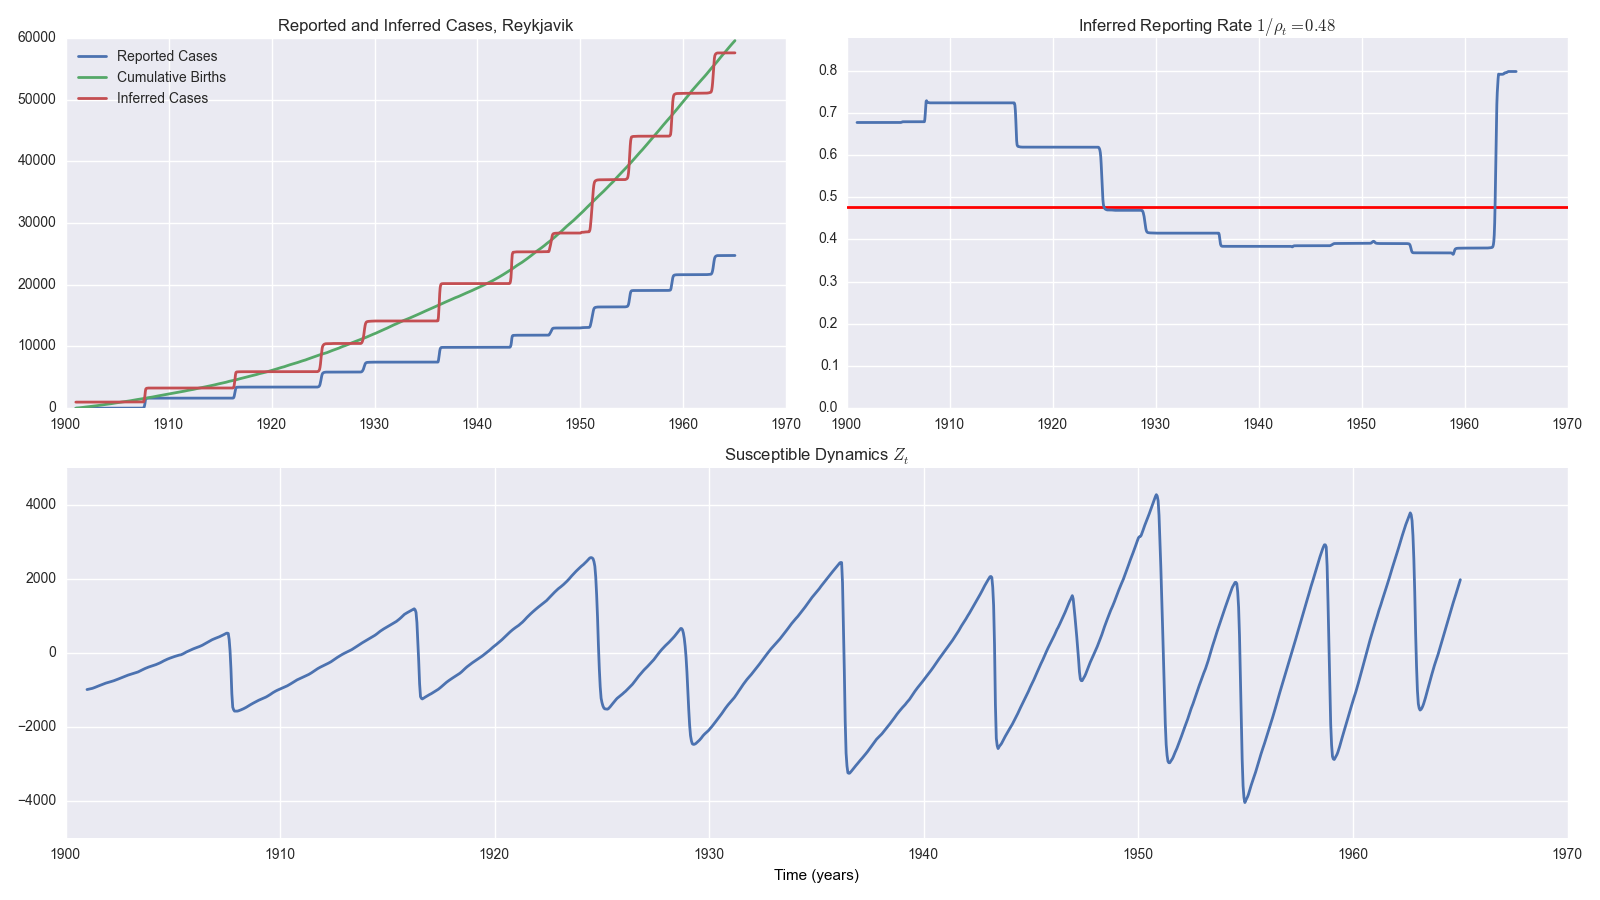 Reported and Inferred Cases, Reykjavik
60000
50000
40000
30000
20000
10000
0
Reported Cases
Cumulative Births
Inferred Cases
1900 1910 1920 1930 1940 1950 1960 1970
Inferred Reporting Rate 1/ρt =0.48
0.8
0.7
0.6
0.5
0.4
0.3
0.2
0.1
0.0
1900 1910 1920 1930 1940 1950 1960 1970
Susceptible Dynamics Zt
4000
2000
0
−2000
−4000
1900 1910 1920 1930 1940 1950 1960 1970
Time (years)